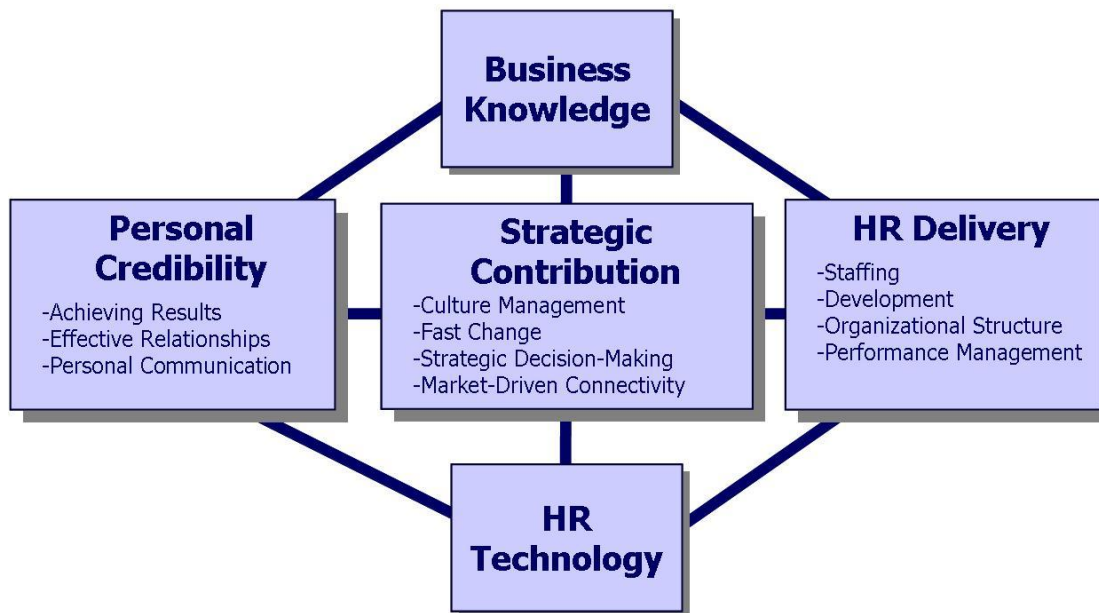 Business
Knowledge
Personal
Credibility
-Achieving Results
-Effective Relationships
-Personal Communication
Strategic
Contribution
-Culture Management
-Fast Change
-Strategic Decision-Making
-Market-Driven Connectivity
HR Delivery
-Staffing
-Development
-Organizational Structure
-Performance Management
HR
Technology